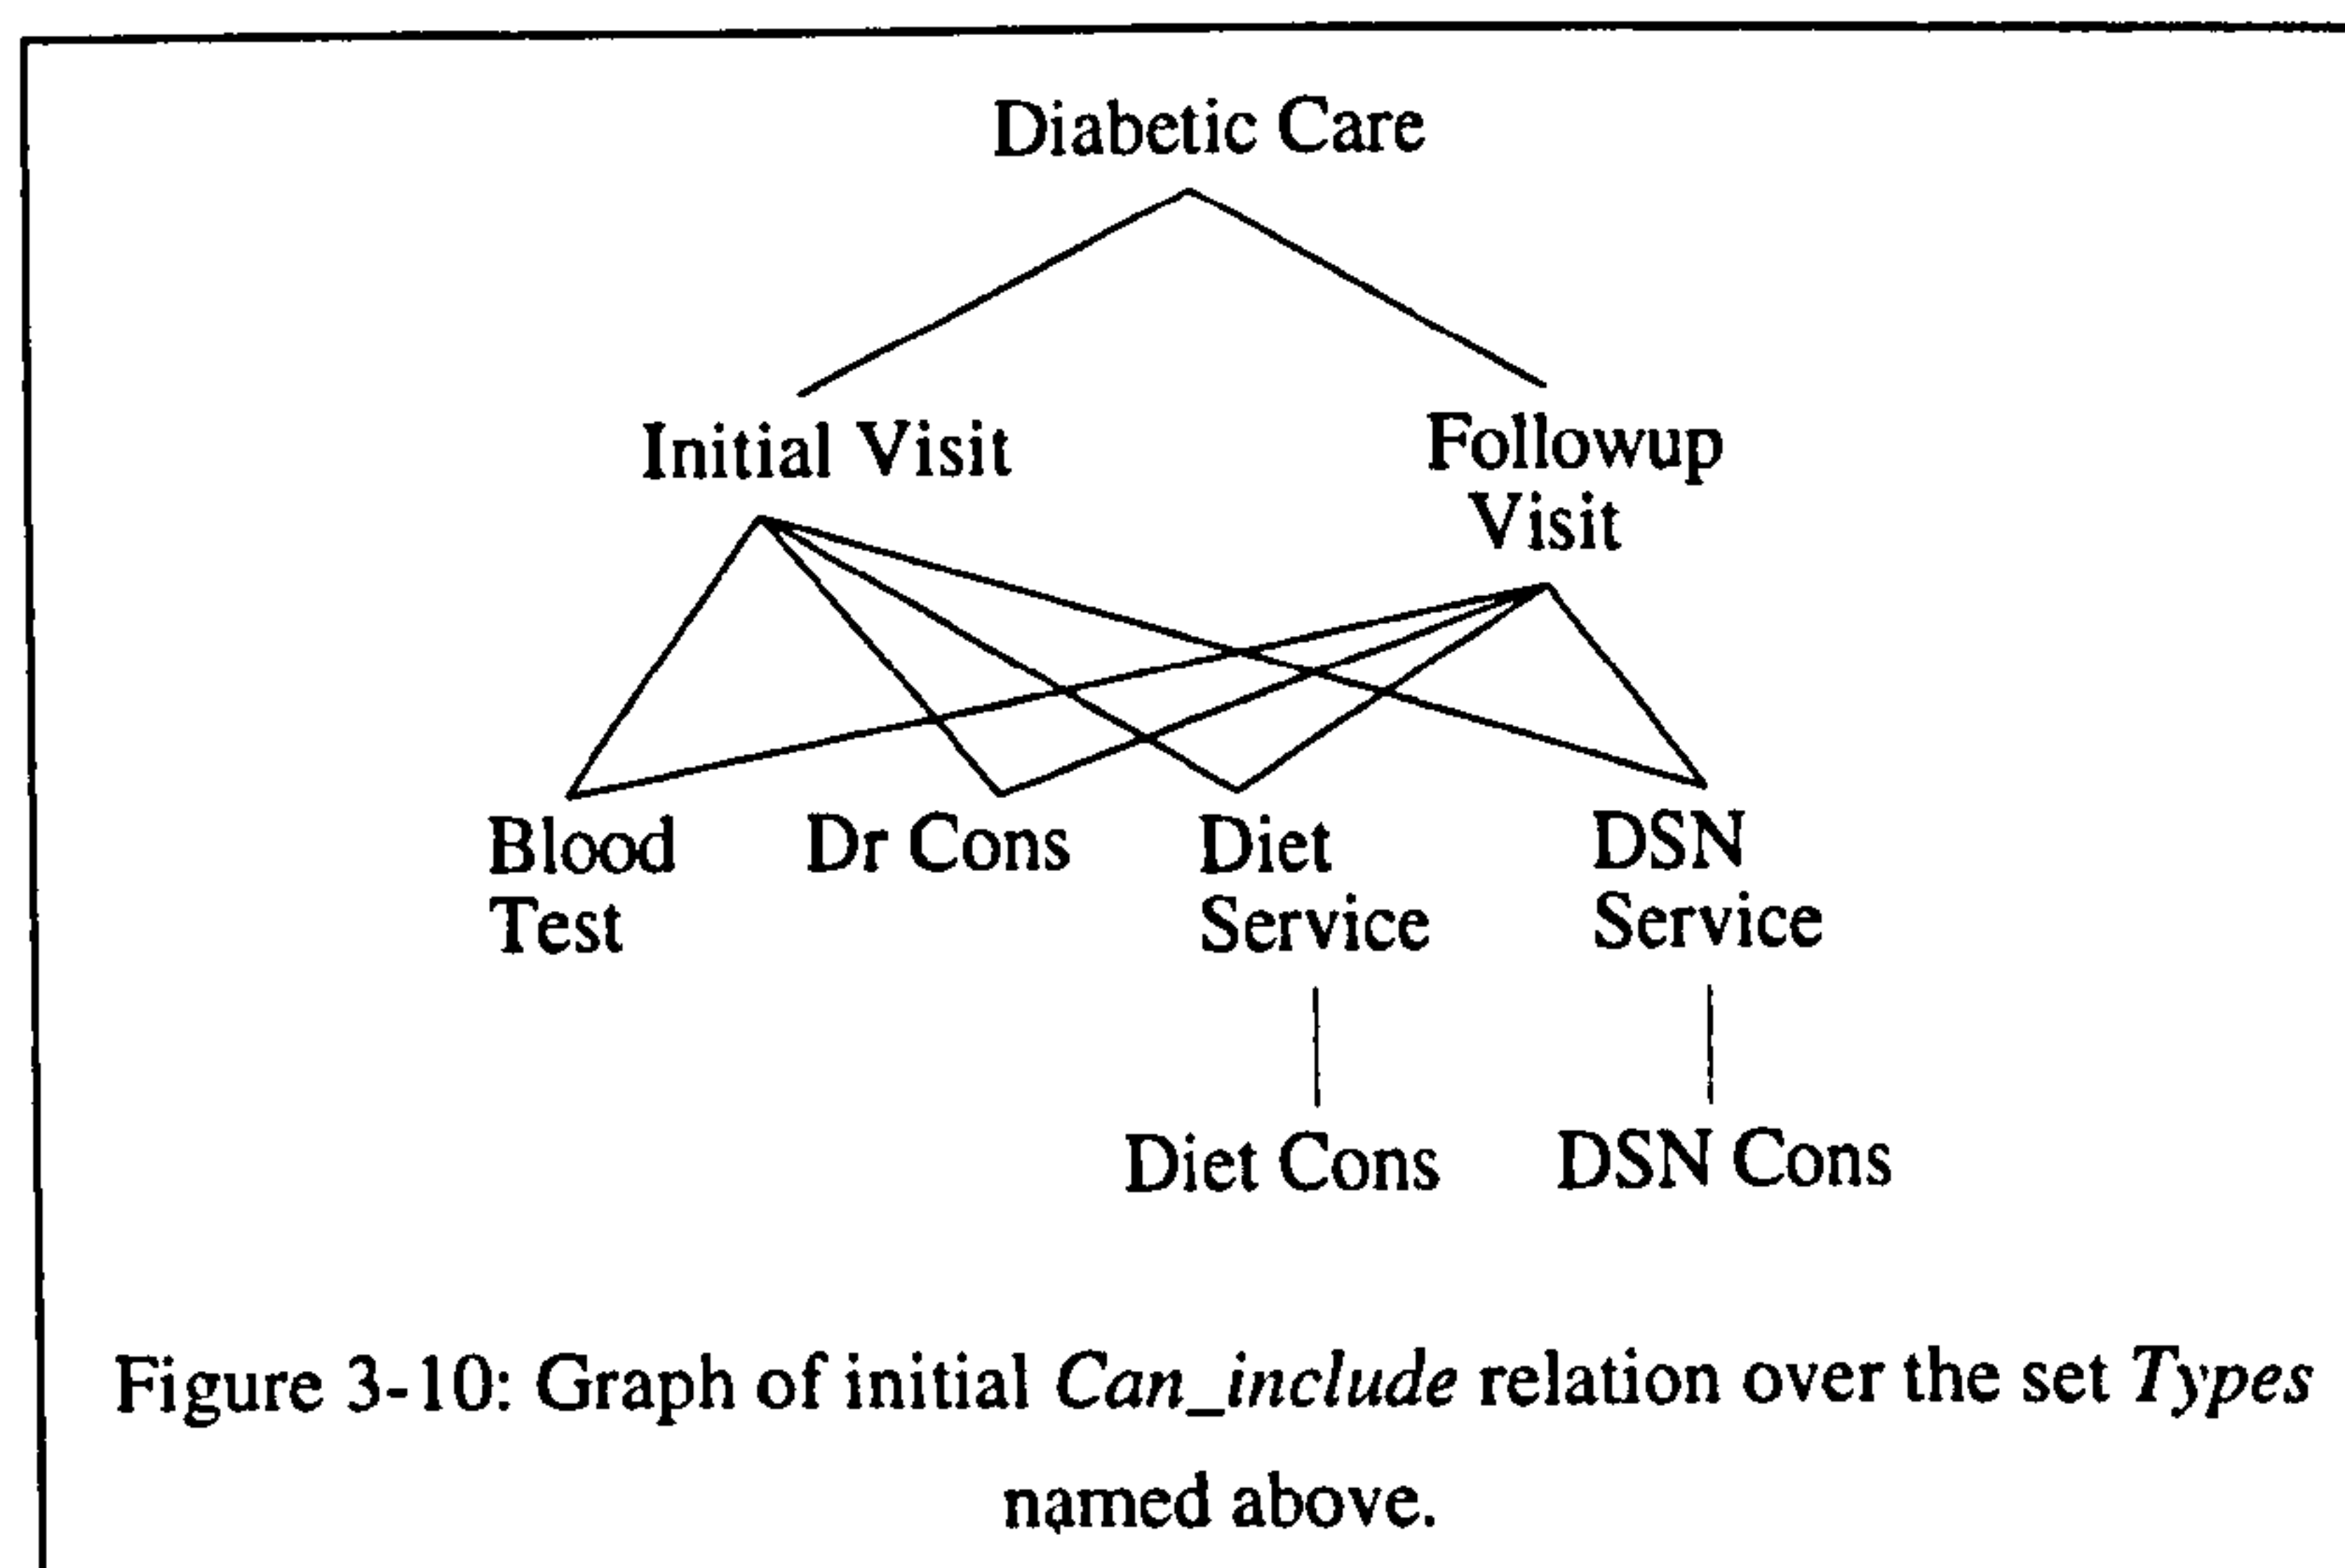 Diabetic Care
Initial Visit
Followup
Visit
Blood
Test
Dr Cons
Diet
Service
DSN
Service
Diet Cons
DSN Cons
Figure 3-10: Graph of initial Can_include relation over the set Types
named above.